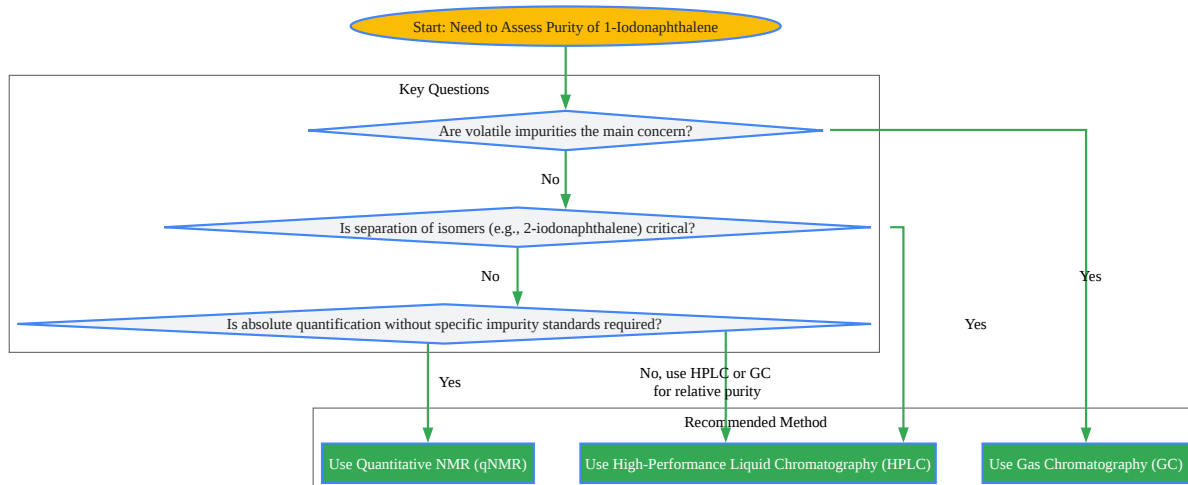 Start: Need to Assess Purity of 1-Iodonaphthalene
Key Questions
Are volatile impurities the main concern?
No
Is separation of isomers (e.g., 2-iodonaphthalene) critical?
No
Yes
Is absolute quantification without specific impurity standards required?
Yes
Yes
No, use HPLC or GC
for relative purity
Recommended Method
Use Quantitative NMR (qNMR)
Use High-Performance Liquid Chromatography (HPLC)
Use Gas Chromatography (GC)